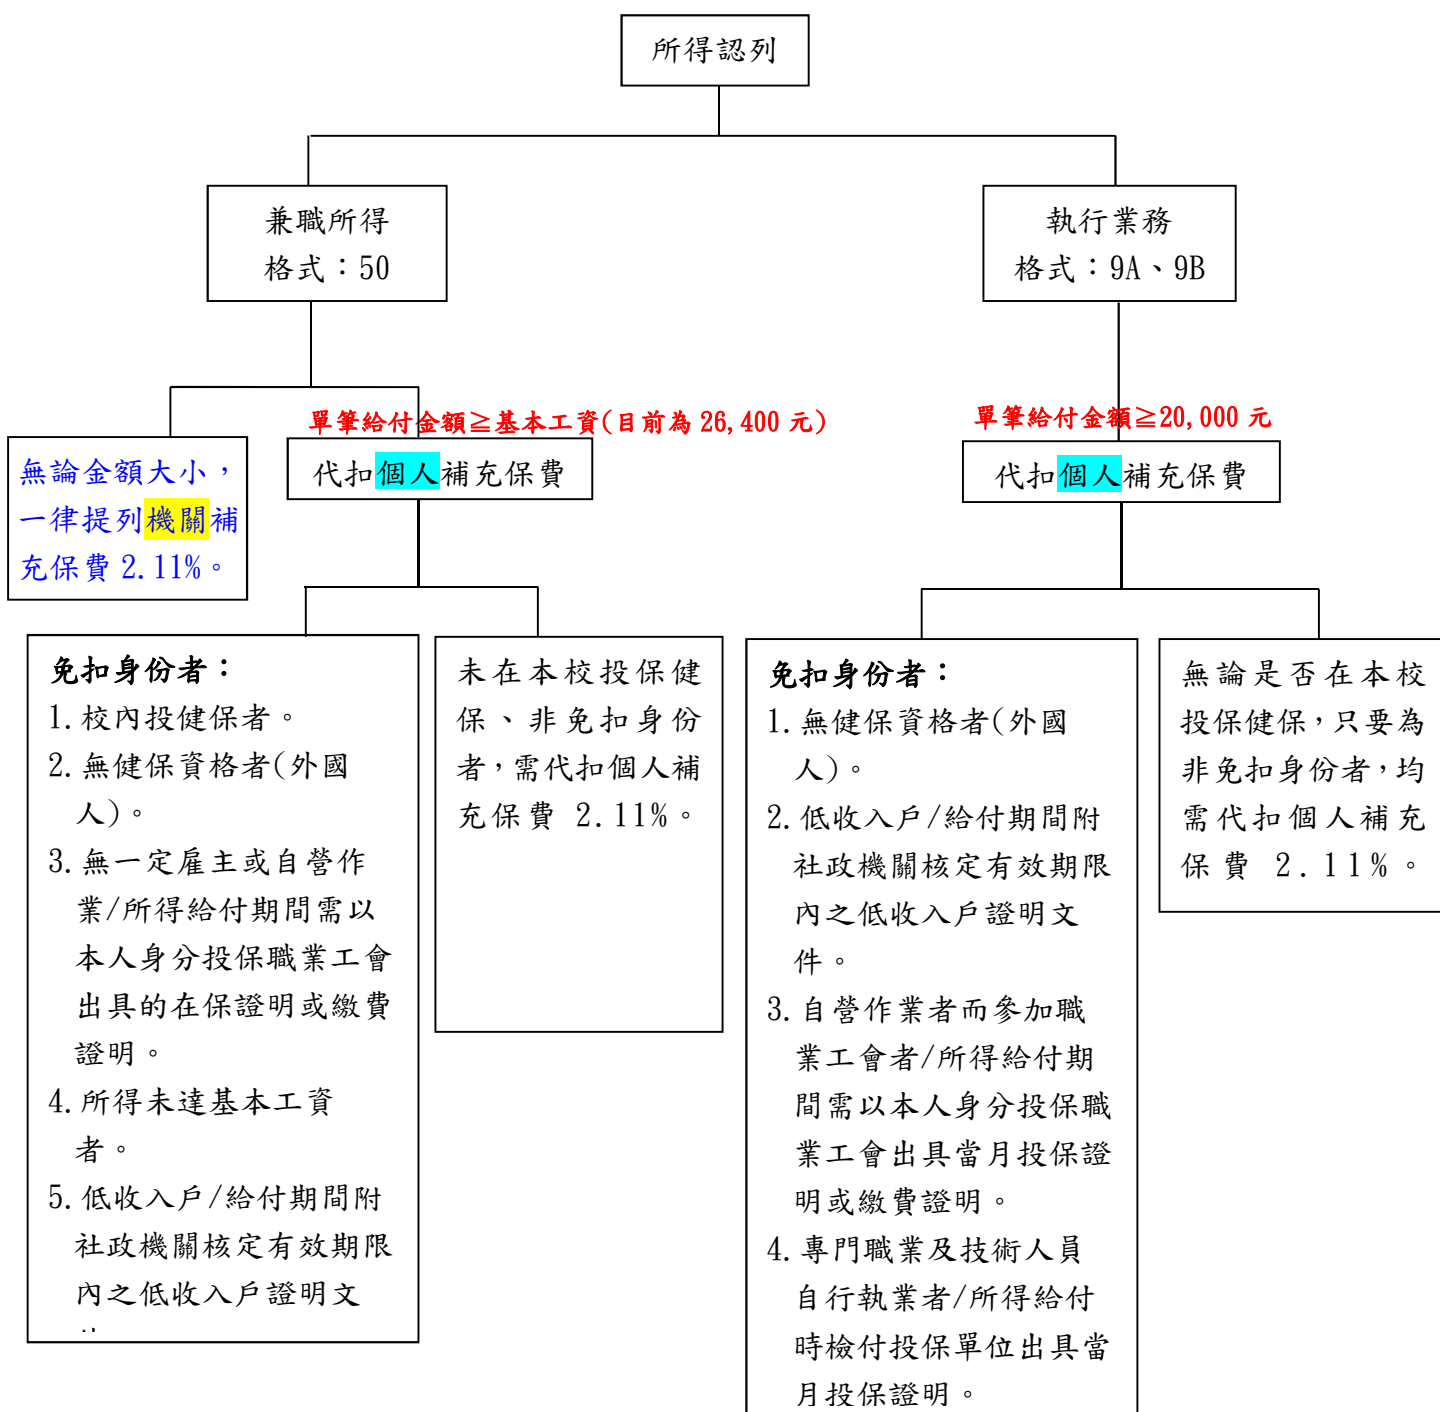 所得認列
兼職所得
格式：50
執行業務
格式：9A、9B
單筆給付金額≧基本工資(目前為 26,400 元)
單筆給付金額≧20,000 元
無論金額大小，
一律提列機關補
充保費 2.11%。
代扣個人補充保費
代扣個人補充保費
免扣身份者：
1.校內投健保者。
2.無健保資格者(外國
人)。
3.無一定雇主或自營作
業/所得給付期間需以
本人身分投保職業工會
出具的在保證明或繳費
證明。
4.所得未達基本工資
者。
5.低收入戶/給付期間附
社政機關核定有效期限
內之低收入戶證明文
未在本校投保健
保、非免扣身份
者，需代扣個人補
充保費 2.11%。
免扣身份者：
1.無健保資格者(外國
人)。
2.低收入戶/給付期間附
社政機關核定有效期限
內之低收入戶證明文
件。
3.自營作業者而參加職
業工會者/所得給付期
間需以本人身分投保職
業工會出具當月投保證
明或繳費證明。
4.專門職業及技術人員
自行執業者/所得給付
時檢付投保單位出具當
月投保證明。
無論是否在本校
投保健保，只要為
非免扣身份者，均
需代扣個人補充
保費 2.11%。